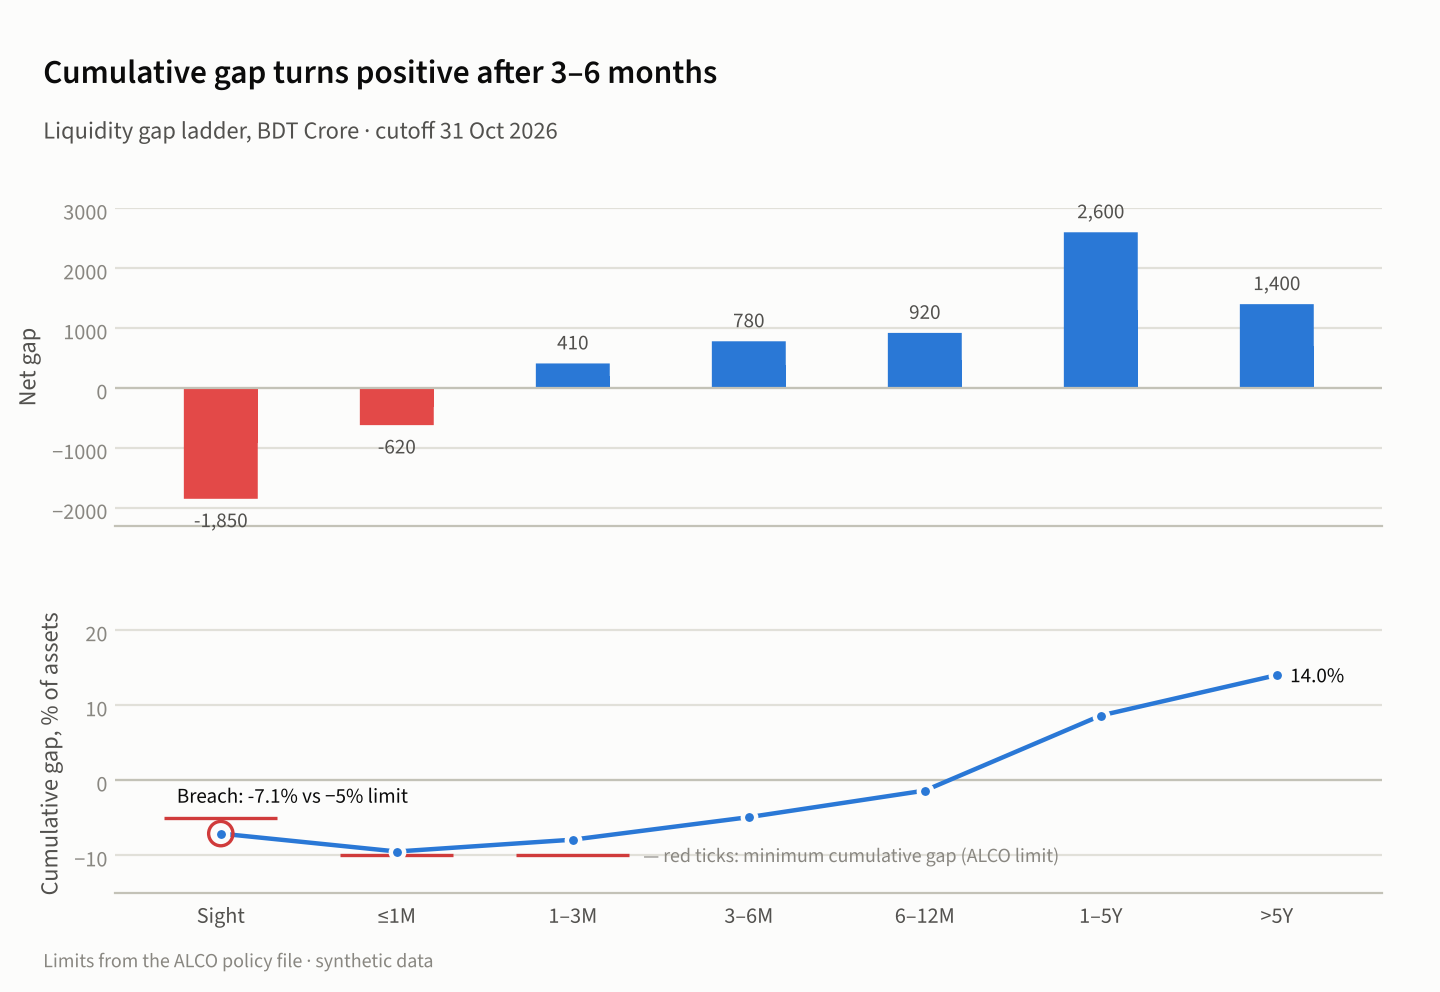 Cumulative gap turns positive after 3–6 months
Liquidity gap ladder, BDT Crore · cutoff 31 Oct 2026
Net gap
3000
2000
1000
0
−1000
−2000
-1,850
-620
410
780
920
2,600
1,400
Cumulative gap, % of assets
20
10
0
−10
Breach: -7.1% vs −5% limit
14.0%
— red ticks: minimum cumulative gap (ALCO limit)
Sight
≤1M
1–3M
3–6M
6–12M
1–5Y
>5Y
Limits from the ALCO policy file · synthetic data